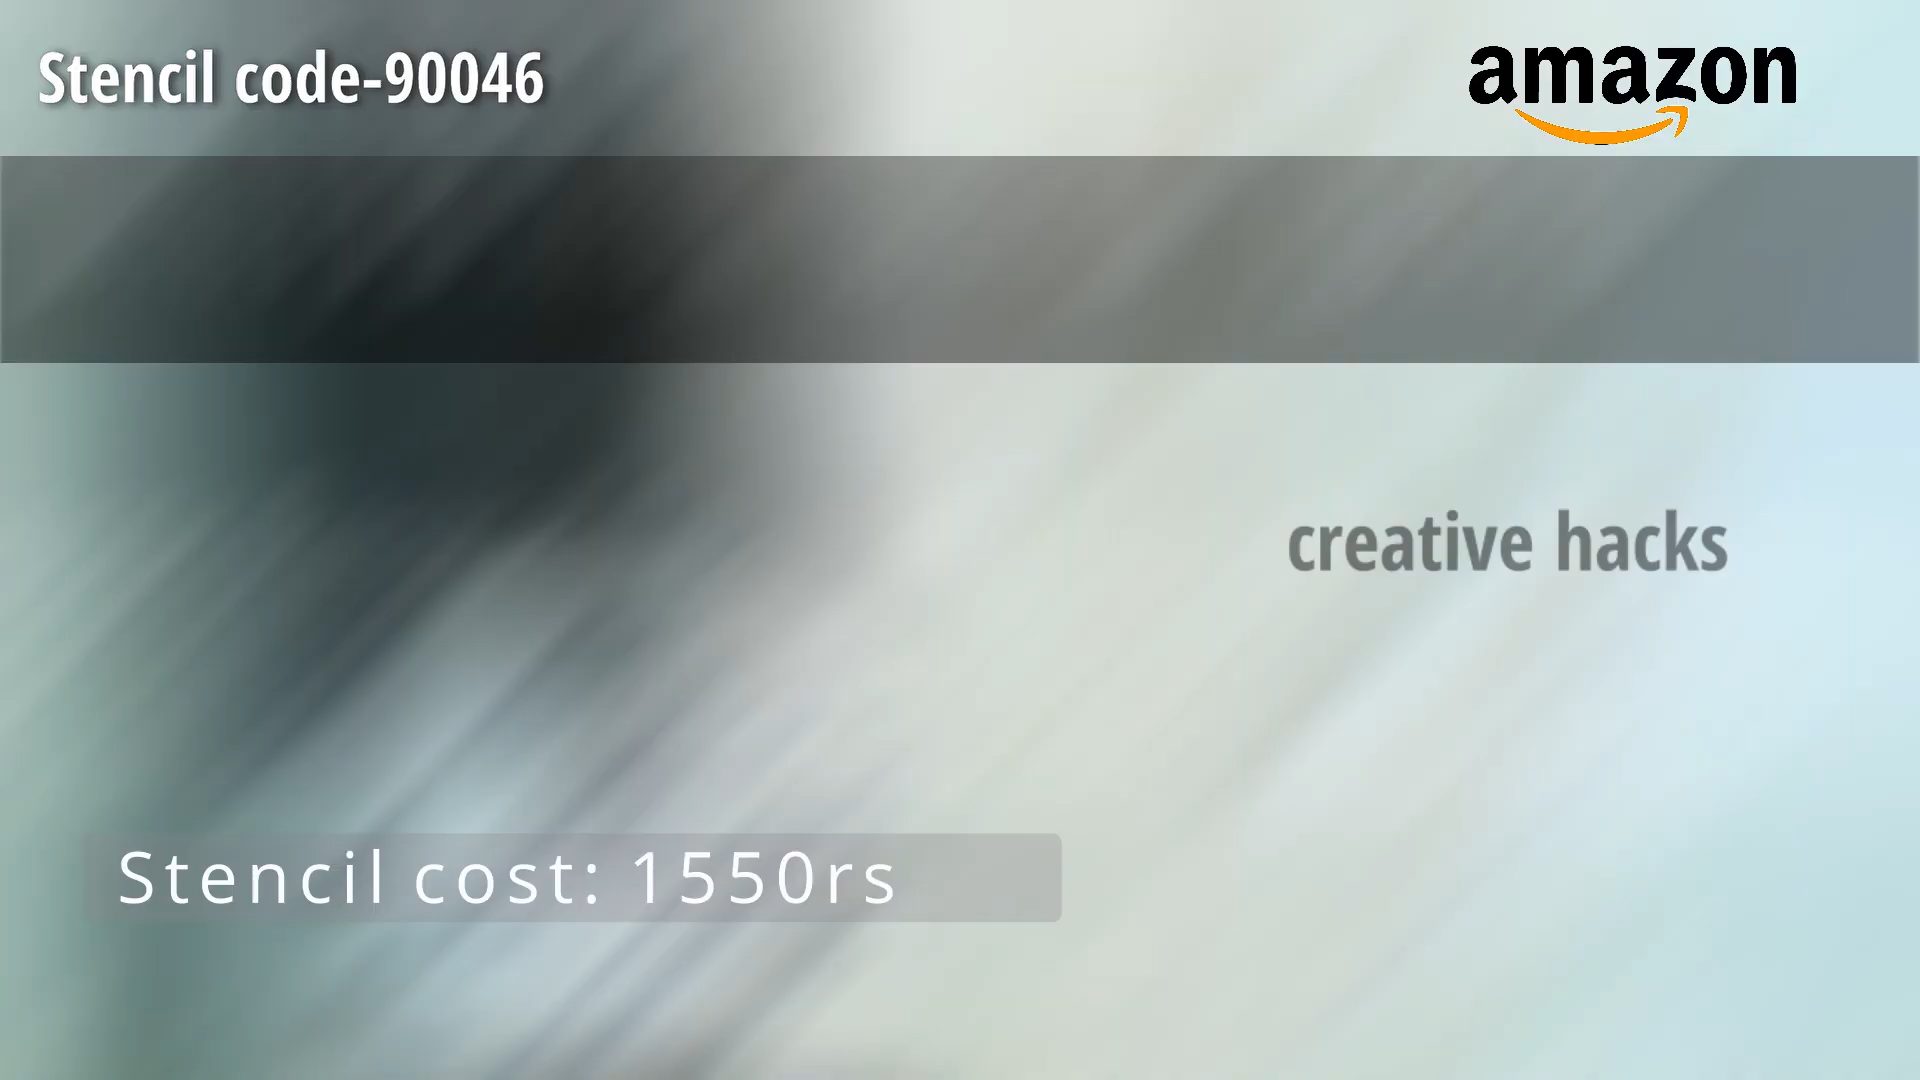 Stencil code-90046
amazon
creative hacks
Stencil cost: 1550rs